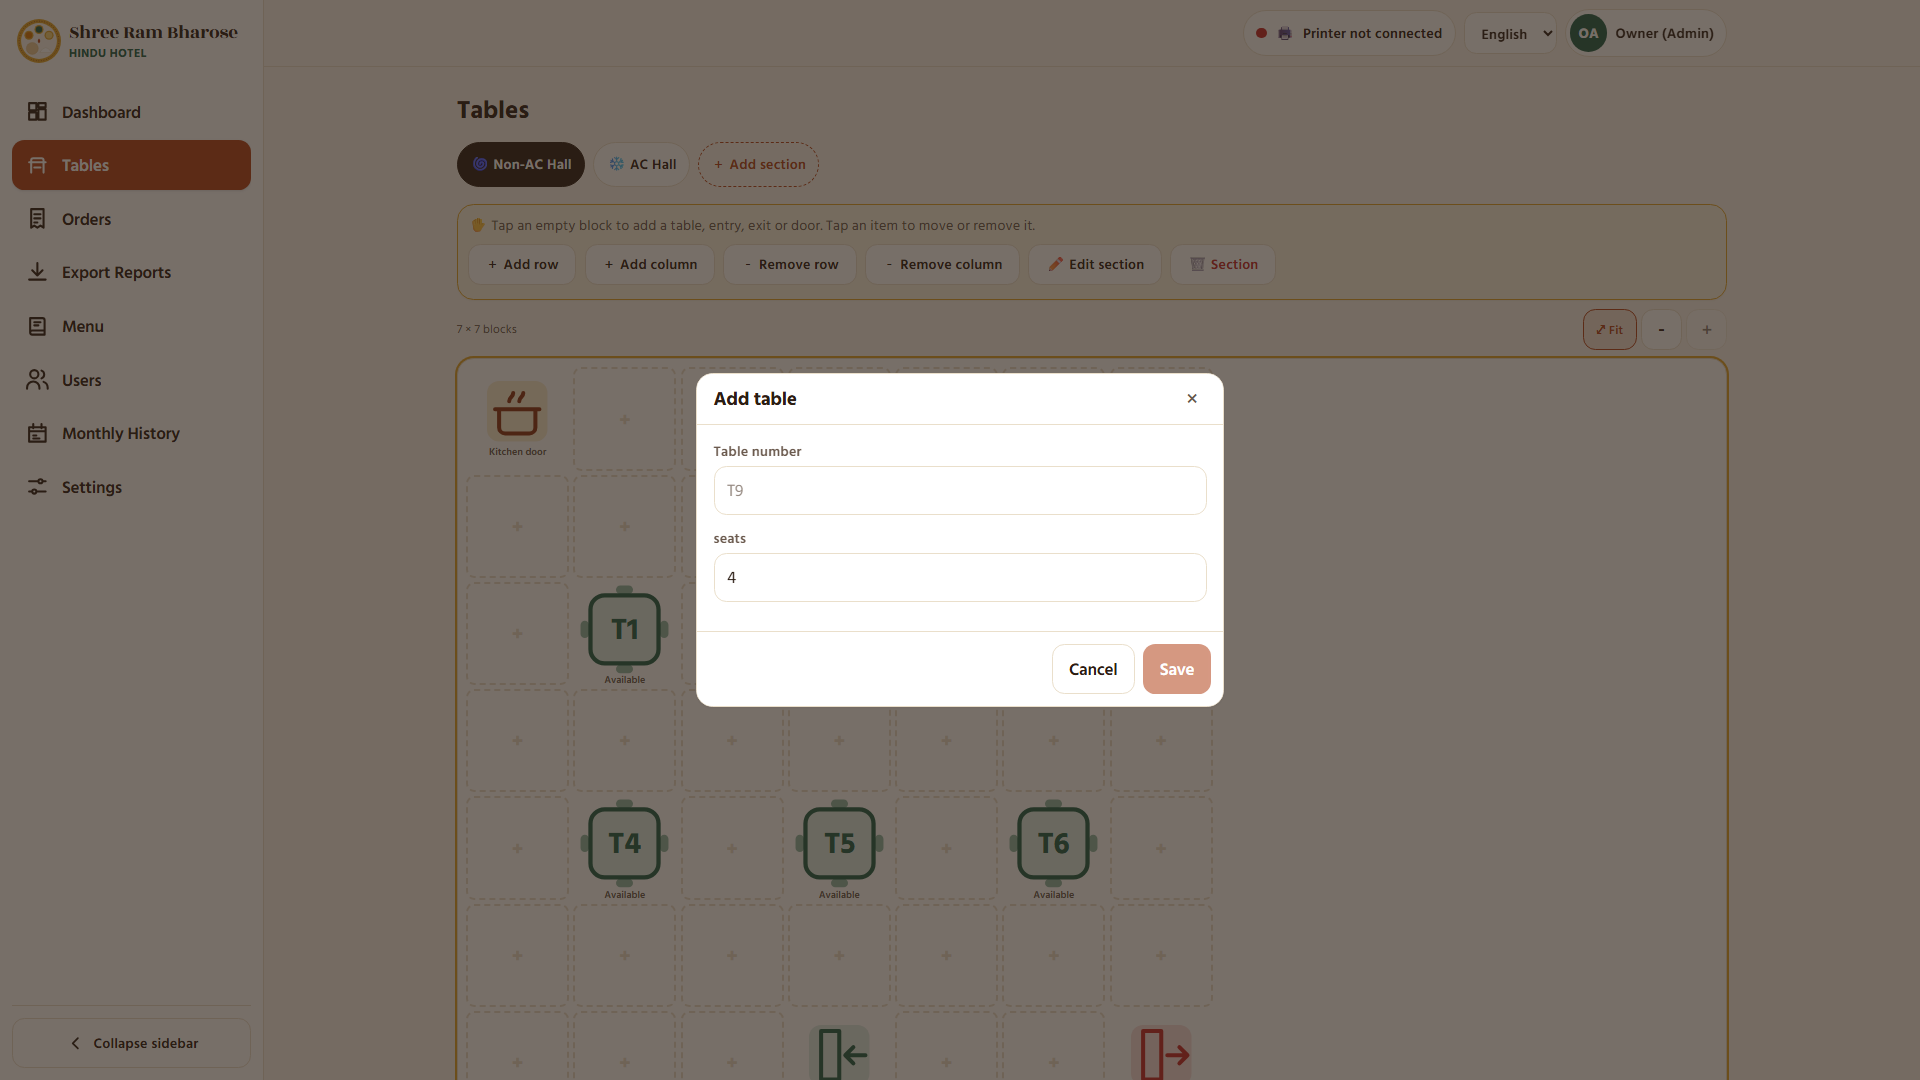 Shree Ram Bharose
HINDU HOTEL
Printer not connected
English
OA
Owner (Admin)
Dashboard
Tables
Orders
Export Reports
Menu
Users
Monthly History
Settings
Collapse sidebar
Tables
Non-AC Hall
AC Hall
+ Add section
Tap an empty block to add a table, entry, exit or door. Tap an item to move or remove it.
+ Add row
+ Add column
- Remove row
- Remove column
Edit section
Section
7 × 7 blocks
Fit
-
+
Kitchen door
Add table
×
Table number
T9
seats
4
Cancel
Save
T1
Available
T4
Available
T5
Available
T6
Available